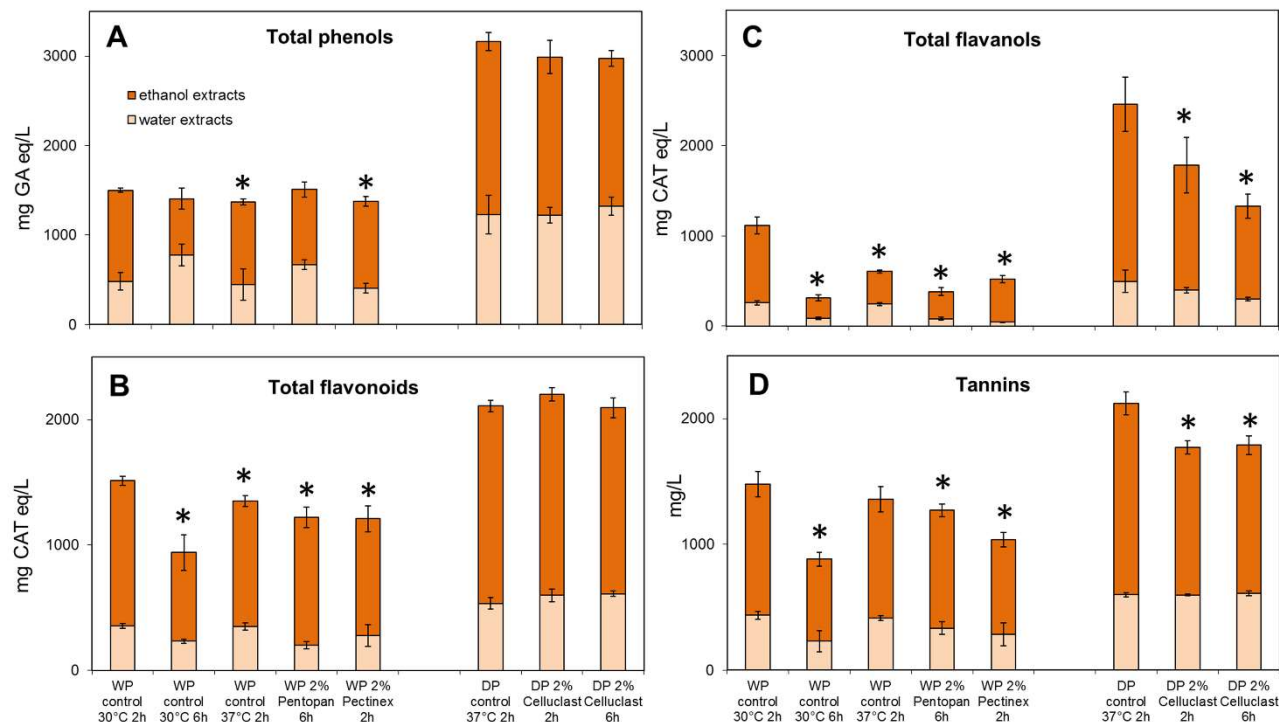 A
Total phenols
ethanol extracts
water extracts
mg GA eq/L
3000
2000
1000
0
C
Total flavanols
mg CAT eq/L
3000
2000
1000
0
*
*
*
*
*
*
*
*
B
Total flavonoids
mg CAT eq/L
2000
1000
0
*
*
*
*
WP control 30°C 2h
WP control 30°C 6h
WP control 37°C 2h
WP 2% Pentopan 6h
WP 2% Pectinex 2h
DP control 37°C 2h
DP 2% Celluclast 2h
DP 2% Celluclast 6h
D
Tannins
mg/L
2000
1000
0
*
*
*
*
*
WP control 30°C 2h
WP control 30°C 6h
WP control 37°C 2h
WP 2% Pentopan 6h
WP 2% Pectinex 2h
DP control 37°C 2h
DP 2% Celluclast 2h
DP 2% Celluclast 6h